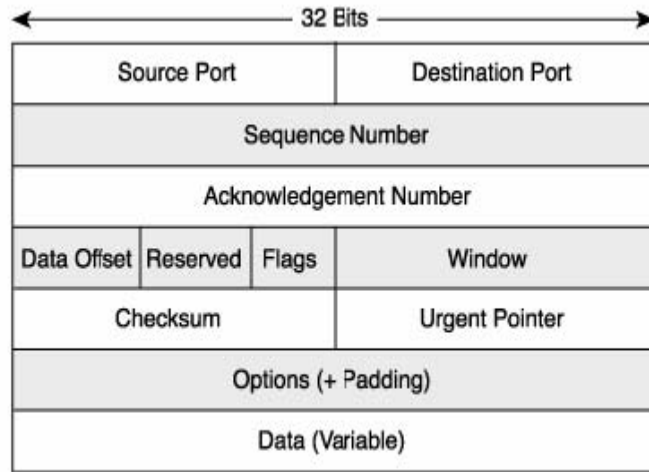 32 Bits
Source Port Destination Port
Sequence Number
Acknowledgement Number
Data Offset Reserved Flags Window
Checksum Urgent Pointer
Options (+ Padding)
Data (Variable)